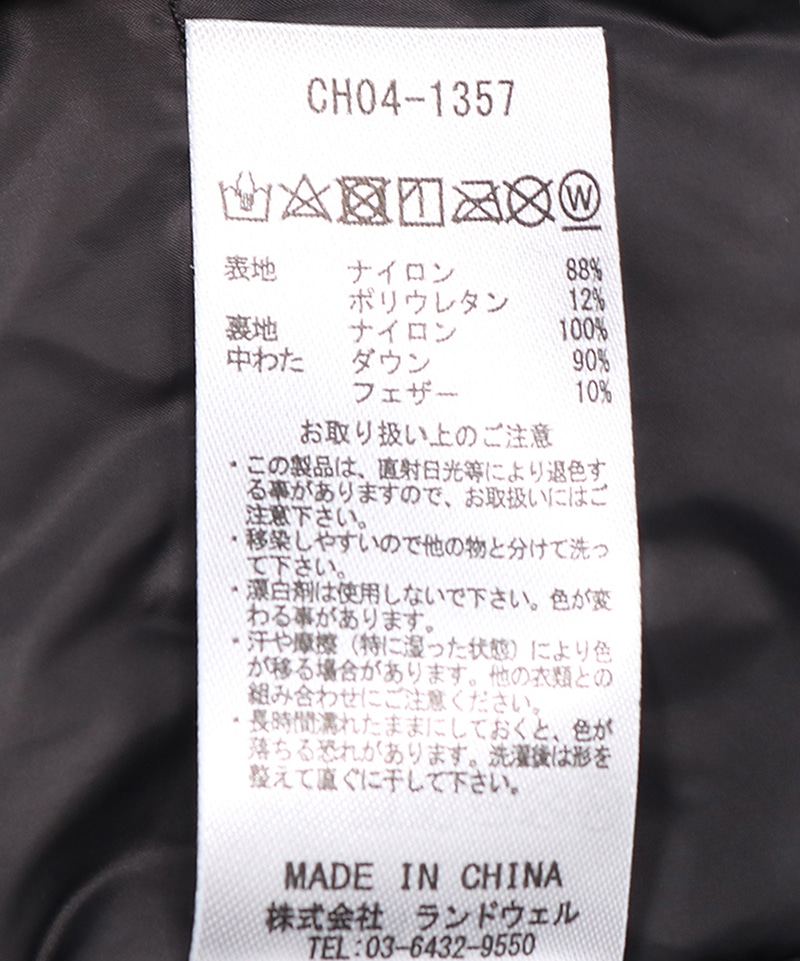 CH04-1357
W
表地 ナイロン 88%
ポリウレタン 12%
裏地 ナイロン 100%
中わた ダウン 90%
フェザー 10%
お取り扱い上のご注意
・この製品は、直射日光等により退色す
る事がありますので、お取扱いにはご
注意下さい。
・移染しやすいので他の物と分けて洗っ
て下さい。
・漂白剤は使用しないで下さい。色が変
わる事があります。
・汗や摩擦（特に湿った状態）により色
が移る場合があります。他の衣類との
組み合わせにご注意ください。
・長時間濡れたままにしておくと、色が
落ちる恐れがあります。洗濯後は形を
整えて直ぐに干して下さい。
MADE IN CHINA
株式会社 ランドウェル
TEL:03-6432-9550